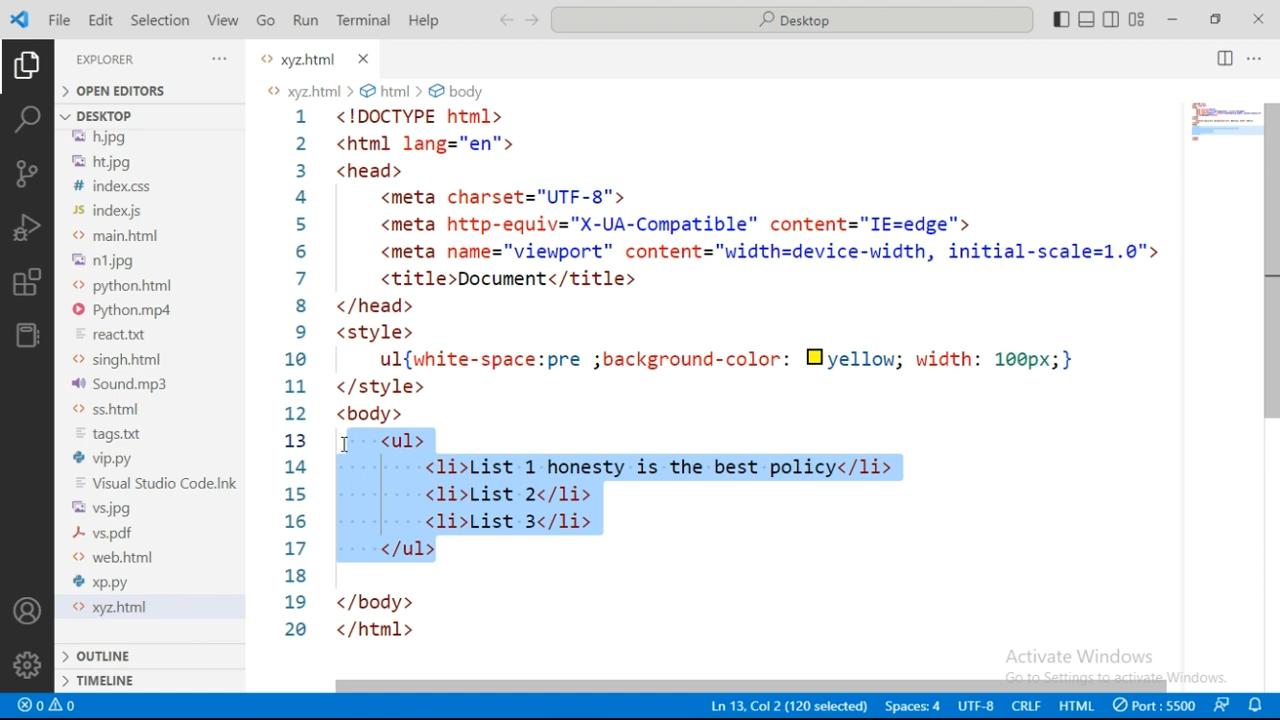 File Edit Selection View Go Run Terminal Help Desktop
EXPLORER
OPEN EDITORS
DESKTOP
h.jpg
ht.jpg
index.css
index.js
main.html
n1.jpg
python.html
Python.mp4
react.txt
singh.html
Sound.mp3
ss.html
tags.txt
vip.py
Visual Studio Code.lnk
vs.jpg
vs.pdf
web.html
xp.py
xyz.html
OUTLINE
TIMELINE
xyz.html
xyz.html > html > body
1 <!DOCTYPE html>
2 <html lang="en">
3 <head>
4 <meta charset="UTF-8">
5 <meta http-equiv="X-UA-Compatible" content="IE=edge">
6 <meta name="viewport" content="width=device-width, initial-scale=1.0">
7 <title>Document</title>
8 </head>
9 <style>
10 ul{white-space:pre ;background-color: yellow; width: 100px;}
11 </style>
12 <body>
13 <ul>
14 <li>List 1 honesty is the best policy</li>
15 <li>List 2</li>
16 <li>List 3</li>
17 </ul>
18
19 </body>
20 </html>
Activate Windows
Go to Settings to activate Windows.
0 0 Ln 13, Col 2 (120 selected) Spaces: 4 UTF-8 CRLF HTML Port : 5500